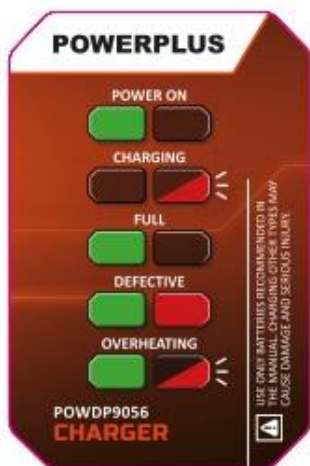 POWERPLUS
POWER ON
CHARGING
FULL
DEFECTIVE
OVERHEATING
POWDP9056
CHARGER
USE ONLY BATTERIES RECOMMENDED IN
THE MANUAL. CHARGING OTHER TYPES MAY
CAUSE DAMAGE AND SERIOUS INJURY.